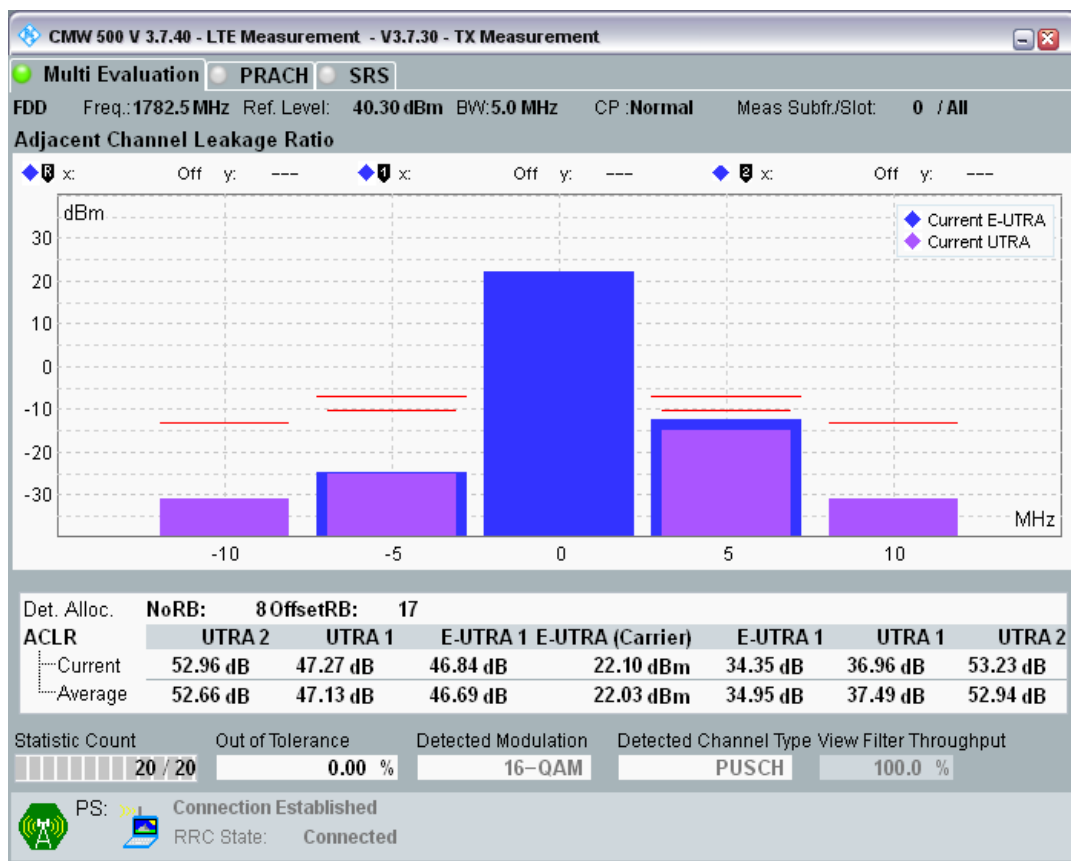 CMW 500 V 3.7.40 - LTE Measurement - V3.7.30 - TX Measurement
Multi Evaluation PRACH SRS
FDD Freq.: 1782.5 MHz Ref. Level: 40.30 dBm BW: 5.0 MHz CP : Normal Meas Subfr./Slot: 0 / All
Adjacent Channel Leakage Ratio
R x: Off y: --- 1 x: Off y: --- 2 x: Off y: ---
dBm
Current E-UTRA
Current UTRA
30
20
10
0
-10
-20
-30
MHz
-10 -5 0 5 10
Det. Alloc. NoRB: 8 OffsetRB: 17
ACLR UTRA 2 UTRA 1 E-UTRA 1 E-UTRA (Carrier) E-UTRA 1 UTRA 1 UTRA 2
Current 52.96 dB 47.27 dB 46.84 dB 22.10 dBm 34.35 dB 36.96 dB 53.23 dB
Average 52.66 dB 47.13 dB 46.69 dB 22.03 dBm 34.95 dB 37.49 dB 52.94 dB
Statistic Count Out of Tolerance Detected Modulation Detected Channel Type View Filter Throughput
20 / 20 0.00 % 16-QAM PUSCH 100.0 %
PS: Connection Established
RRC State: Connected